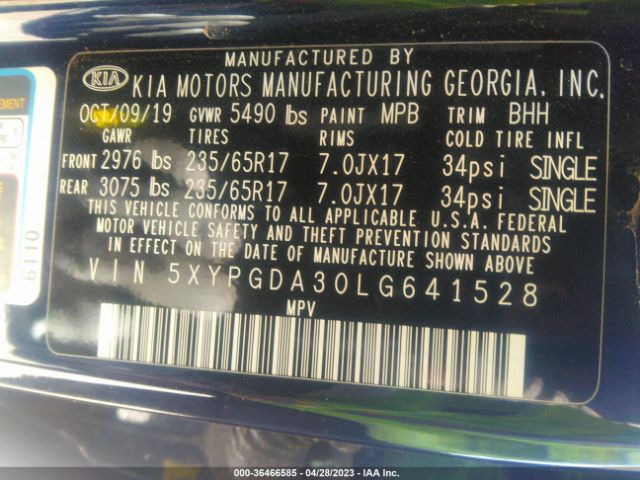 MANUFACTURED BY
KIA KIA MOTORS MANUFACTURING GEORGIA, INC.
OCT/09/19 GVWR 5490 lbs PAINT MPB TRIM BHH
GAWR TIRES RIMS COLD TIRE INFL
FRONT 2976 lbs 235/65R17 7.0JX17 34psi SINGLE
REAR 3075 lbs 235/65R17 7.0JX17 34psi SINGLE
THIS VEHICLE CONFORMS TO ALL APPLICABLE U.S.A. FEDERAL
MOTOR VEHICLE SAFETY AND THEFT PREVENTION STANDARDS
IN EFFECT ON THE DATE OF MANUFACTURE SHOWN ABOVE
VIN 5XYPGDA30LG641528
MPV
6110
000-36466585 - 04/28/2023 - IAA Inc.